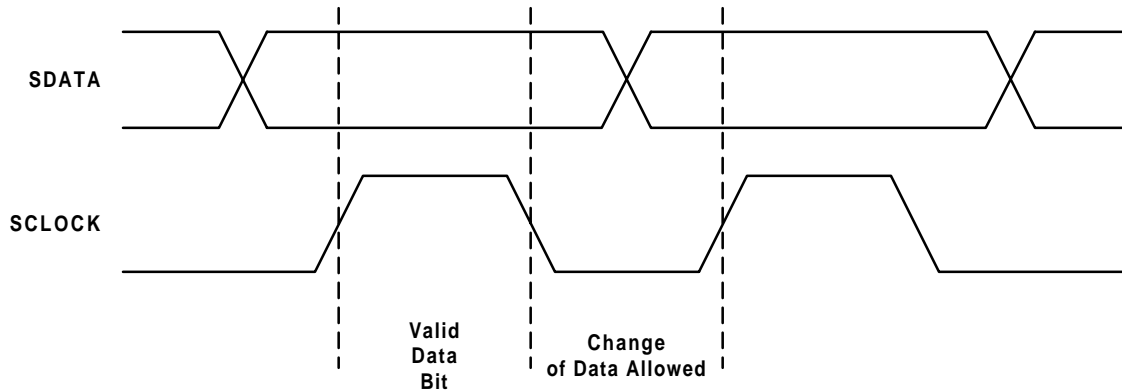 SDATA
SCLOCK
Valid
Data
Bit
Change
of Data Allowed